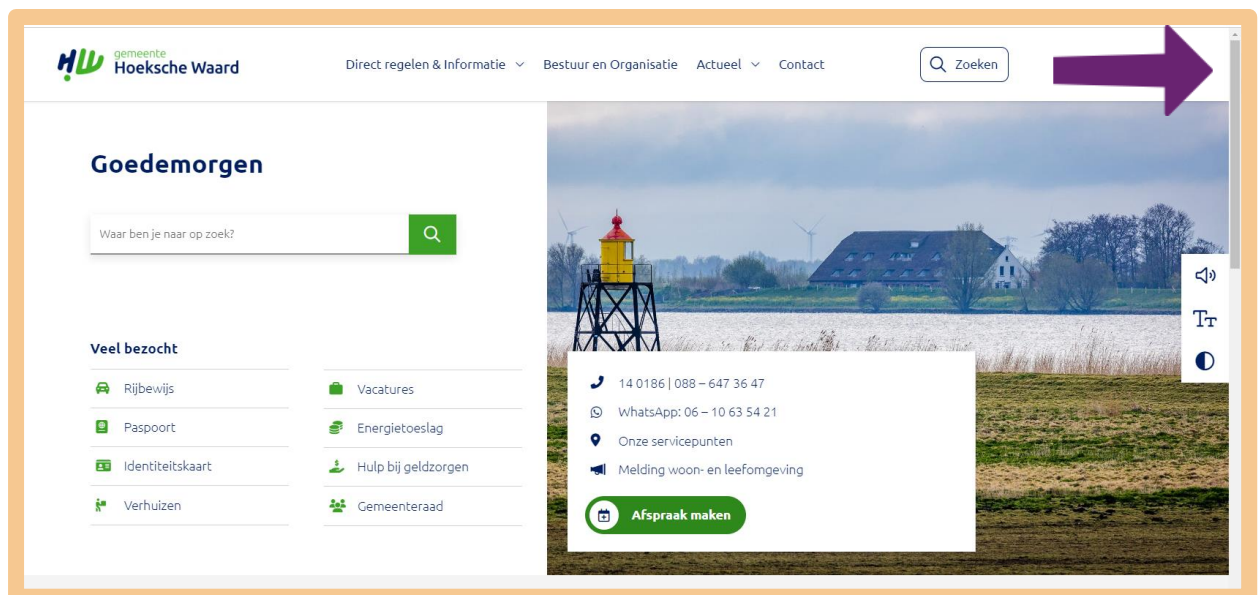 gemeente
Hoeksche Waard
Direct regelen & Informatie
Bestuur en Organisatie
Actueel
Contact
Zoeken
Goedemorgen
Waar ben je naar op zoek?
Veel bezocht
Rijbewijs
Paspoort
Identiteitskaart
Verhuizen
Vacatures
Energietoeslag
Hulp bij geldzorgen
Gemeenteraad
14 0186 | 088 – 647 36 47
WhatsApp: 06 – 10 63 54 21
Onze servicepunten
Melding woon- en leefomgeving
Afspraak maken
TT